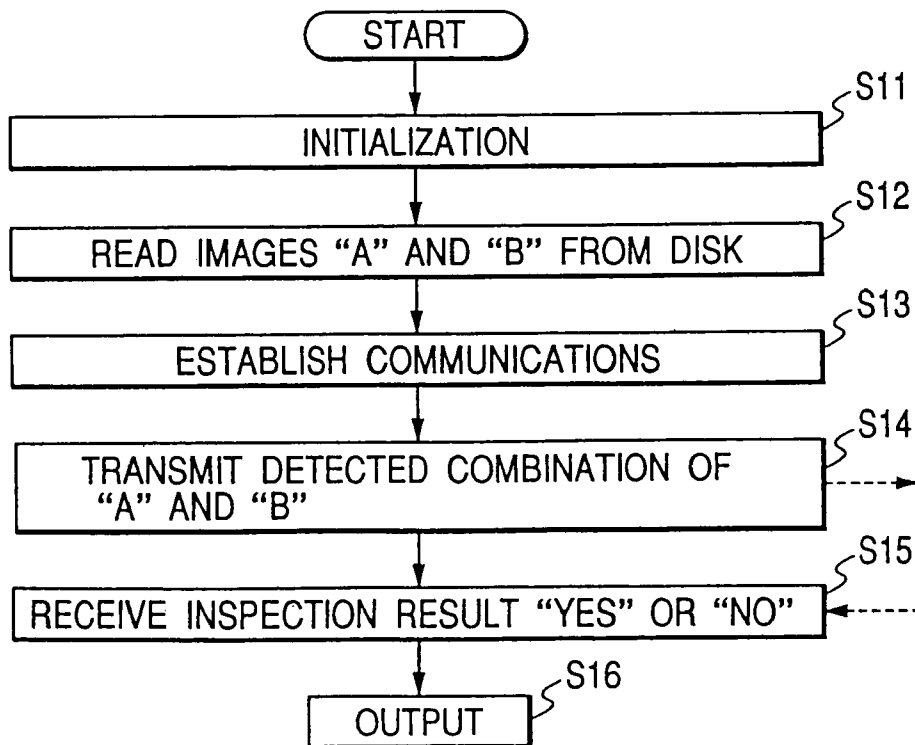 START
S11
INITIALIZATION
S12
READ IMAGES “A” AND “B” FROM DISK
S13
ESTABLISH COMMUNICATIONS
S14
TRANSMIT DETECTED COMBINATION OF
“A” AND “B”
S15
RECEIVE INSPECTION RESULT “YES” OR “NO”
S16
OUTPUT